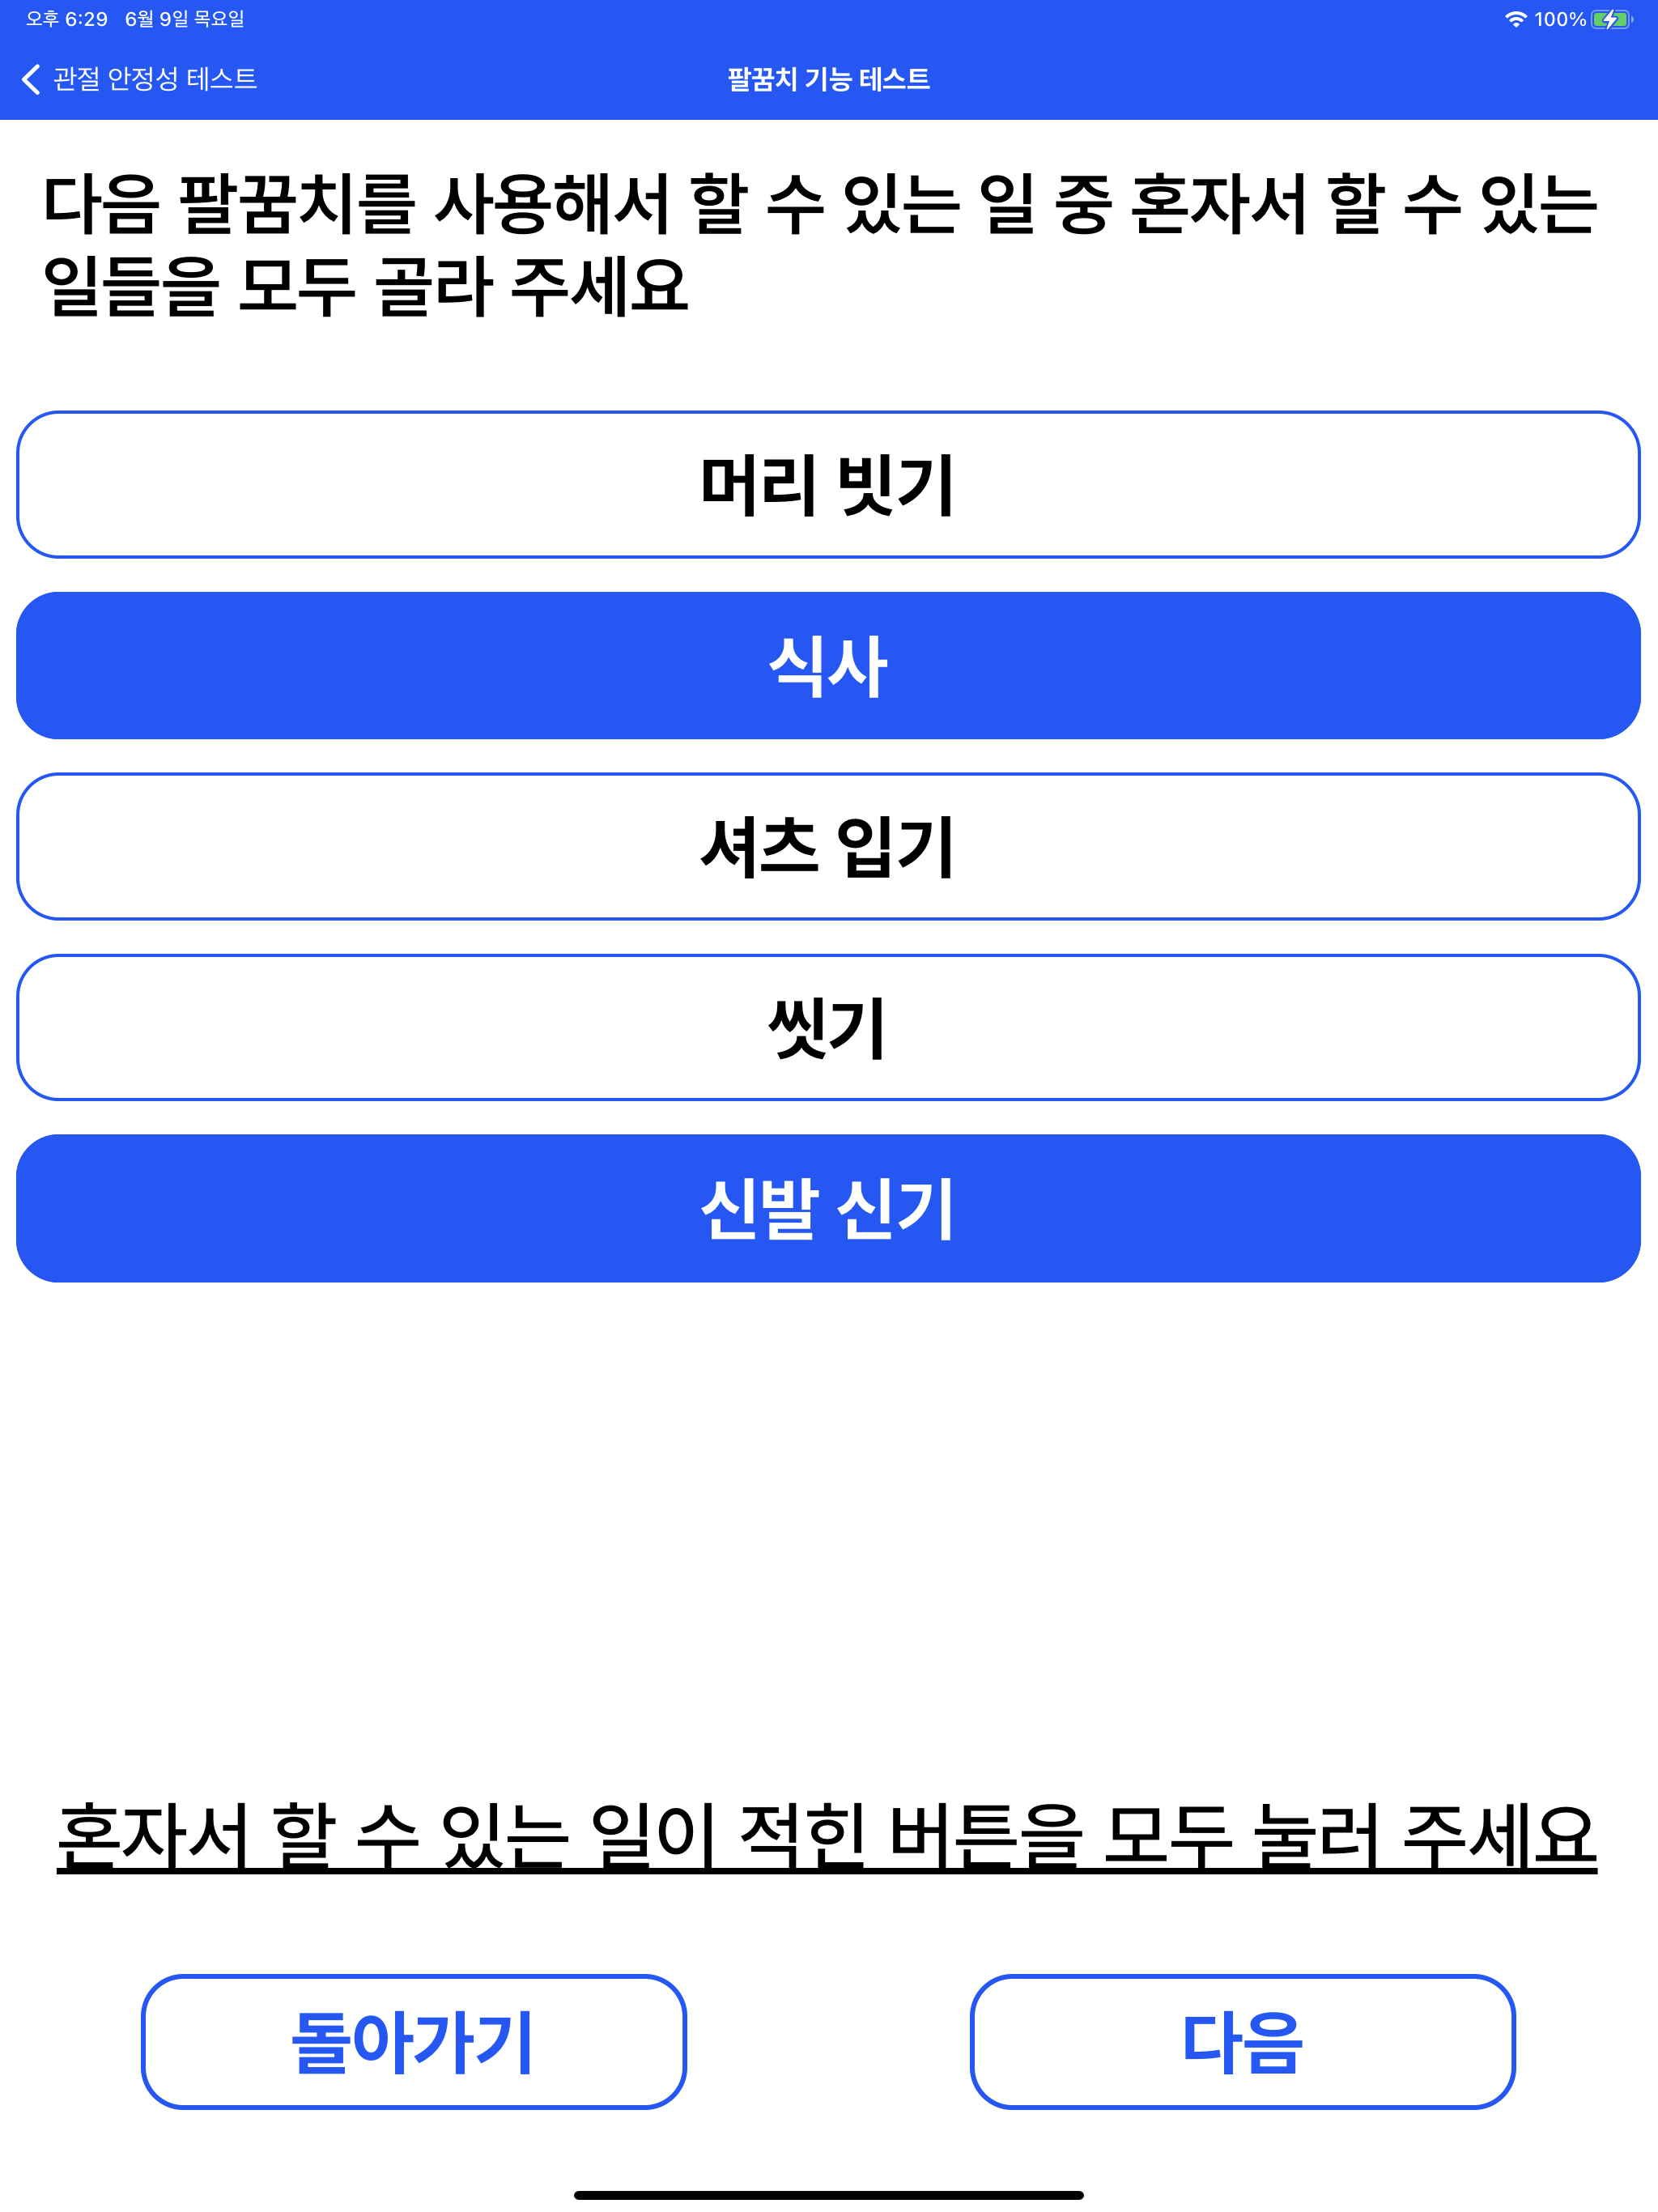 오후 6:29 6월 9일 목요일
100%
관절 안정성 테스트
팔꿈치 기능 테스트
다음 팔꿈치를 사용해서 할 수 있는 일 중 혼자서 할 수 있는
일들을 모두 골라 주세요
머리 빗기
식사
셔츠 입기
씻기
신발 신기
혼자서 할 수 있는 일이 적힌 버튼을 모두 눌러 주세요
돌아가기
다음